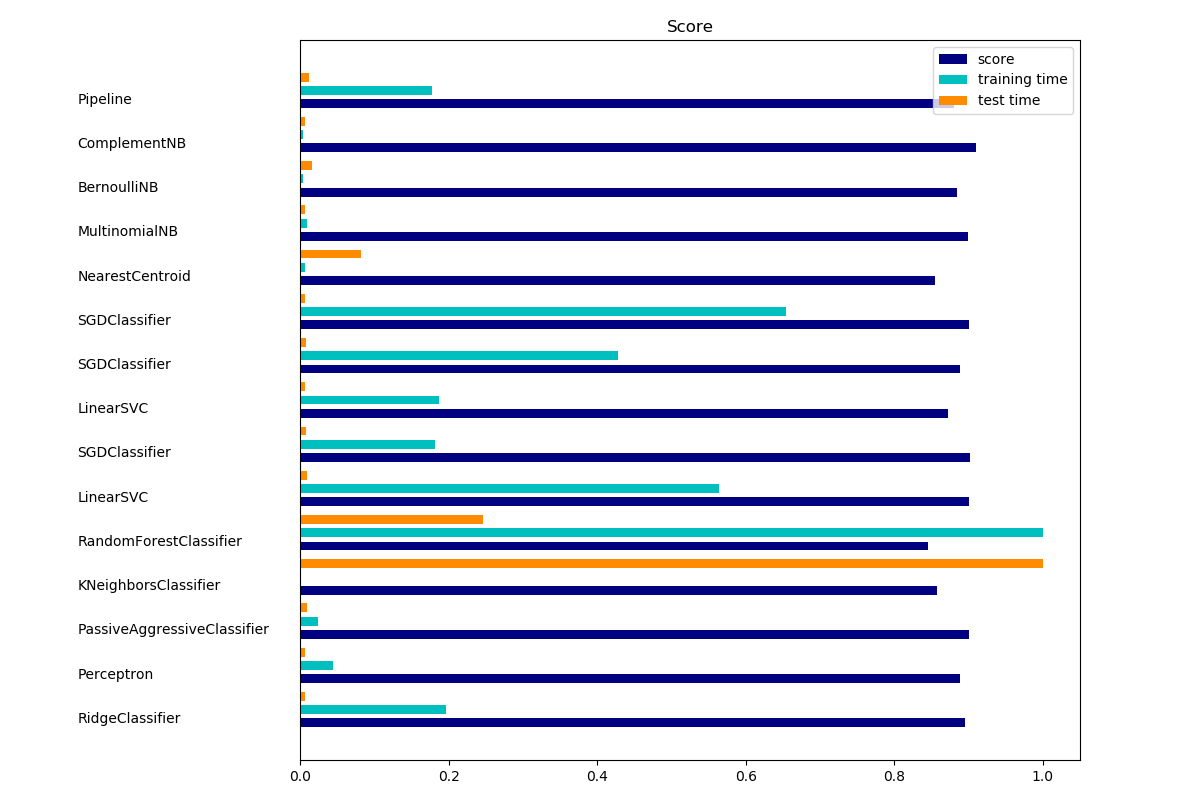 Score
score
training time
test time
Pipeline
ComplementNB
BernoulliNB
MultinomialNB
NearestCentroid
SGDClassifier
SGDClassifier
LinearSVC
SGDClassifier
LinearSVC
RandomForestClassifier
KNeighborsClassifier
PassiveAggressiveClassifier
Perceptron
RidgeClassifier
0.0 0.2 0.4 0.6 0.8 1.0